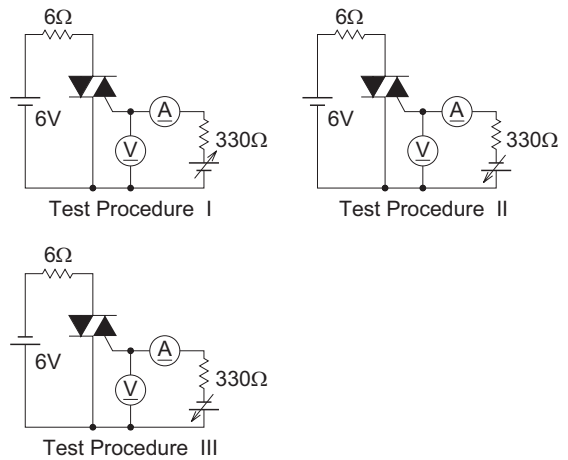 6Ω
6V
A
V
330Ω
Test Procedure I
6Ω
6V
A
V
330Ω
Test Procedure II
6Ω
6V
A
V
330Ω
Test Procedure III